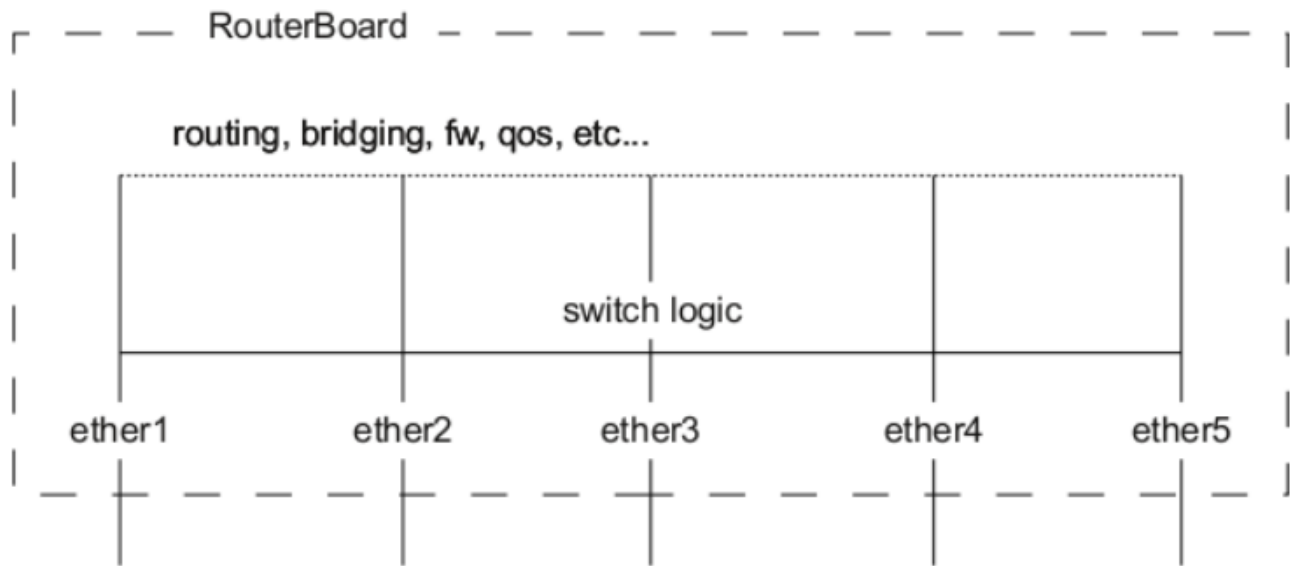 RouterBoard
routing, bridging, fw, qos, etc...
switch logic
ether1 ether2 ether3 ether4 ether5